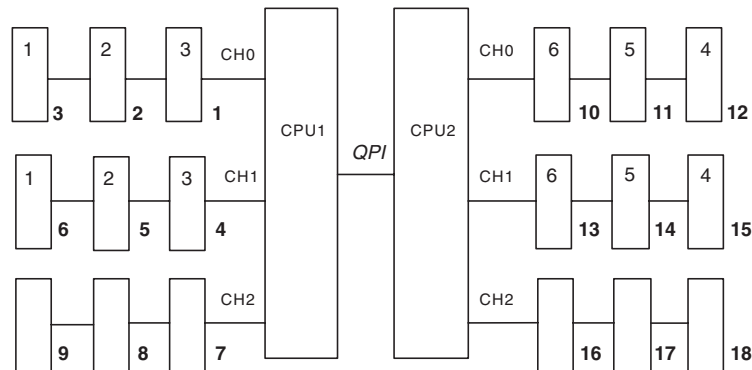 1 2 3 CH0 CH0 6 5 4
3 2 1 10 11 12
CPU1 QPI CPU2
1 2 3 CH1 CH1 6 5 4
6 5 4 13 14 15
CH2 CH2
9 8 7 16 17 18